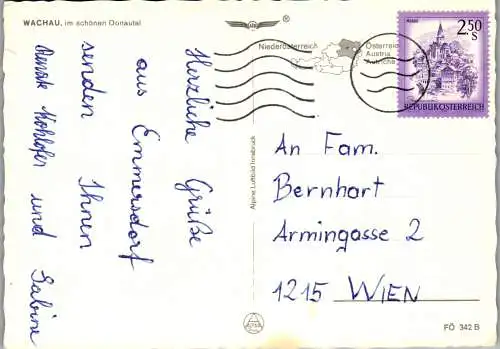 WACHAU, im schönen Donautal
®
Niederösterreich
Österreich
Austria
Autriche
2.50
S
MURAU
REPUBLIK ÖSTERREICH
Herzliche Grüße
aus Emmersdorf
senden Ihnen
und Sabine
Alpine Luftbild Innsbruck
An Fam.
Bernhart
Armingasse 2
1215 WIEN
FÖ 342 B